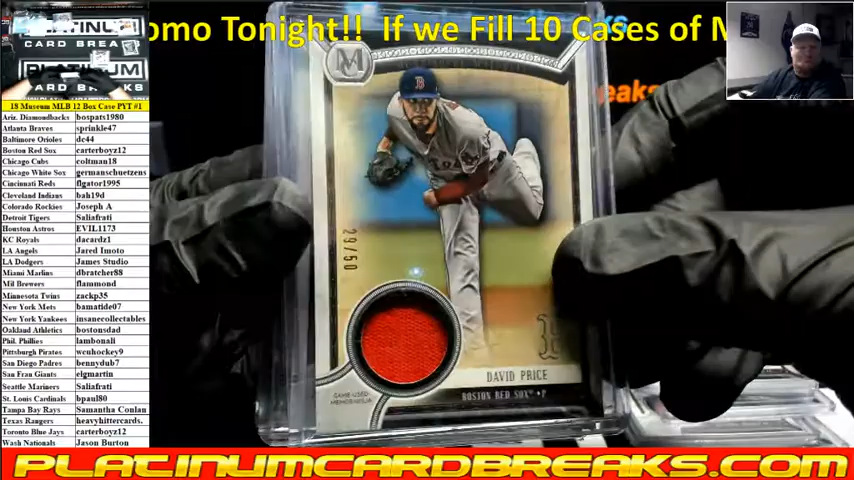 omo Tonight!! If we Fill 10 Cases of M
PLATINUM
CARD BREAKS
PLATINUM
18 Museum MLB 12 Box Case PYT #1
Ariz. Diamondbacks bospats1980
Atlanta Braves sprinkle47
Baltimore Orioles dc44
Boston Red Sox carterboyz12
Chicago Cubs coltman18
Chicago White Sox germanschuetzens
Cincinnati Reds flgator1995
Cleveland Indians bah19d
Colorado Rockies Joseph A
Detroit Tigers Saliafrati
Houston Astros EVIL1173
KC Royals dacardz1
LA Angels Jared Imoto
LA Dodgers James Studio
Miami Marlins dbratcher88
Mil Brewers flammond
Minnesota Twins zackp35
New York Mets bamatide07
New York Yankees insanecollectables
Oakland Athletics bostonsdad
Phil. Phillies lambonali
Pittsburgh Pirates wcuhockey9
San Diego Padres bennydub7
San Fran Giants eigmartin
Seattle Mariners Saliafrati
St. Louis Cardinals bpaul80
Tampa Bay Rays Samantha Conlan
Texas Rangers heavyhittercards.
Toronto Blue Jays carterboyz12
Wash Nationals Jason Burton
MC
B
29/50
B
DAVID PRICE
BOSTON RED SOX • P
GAME-USED
MEMORABILIA
PLATINUMCARDBREAKS.COM